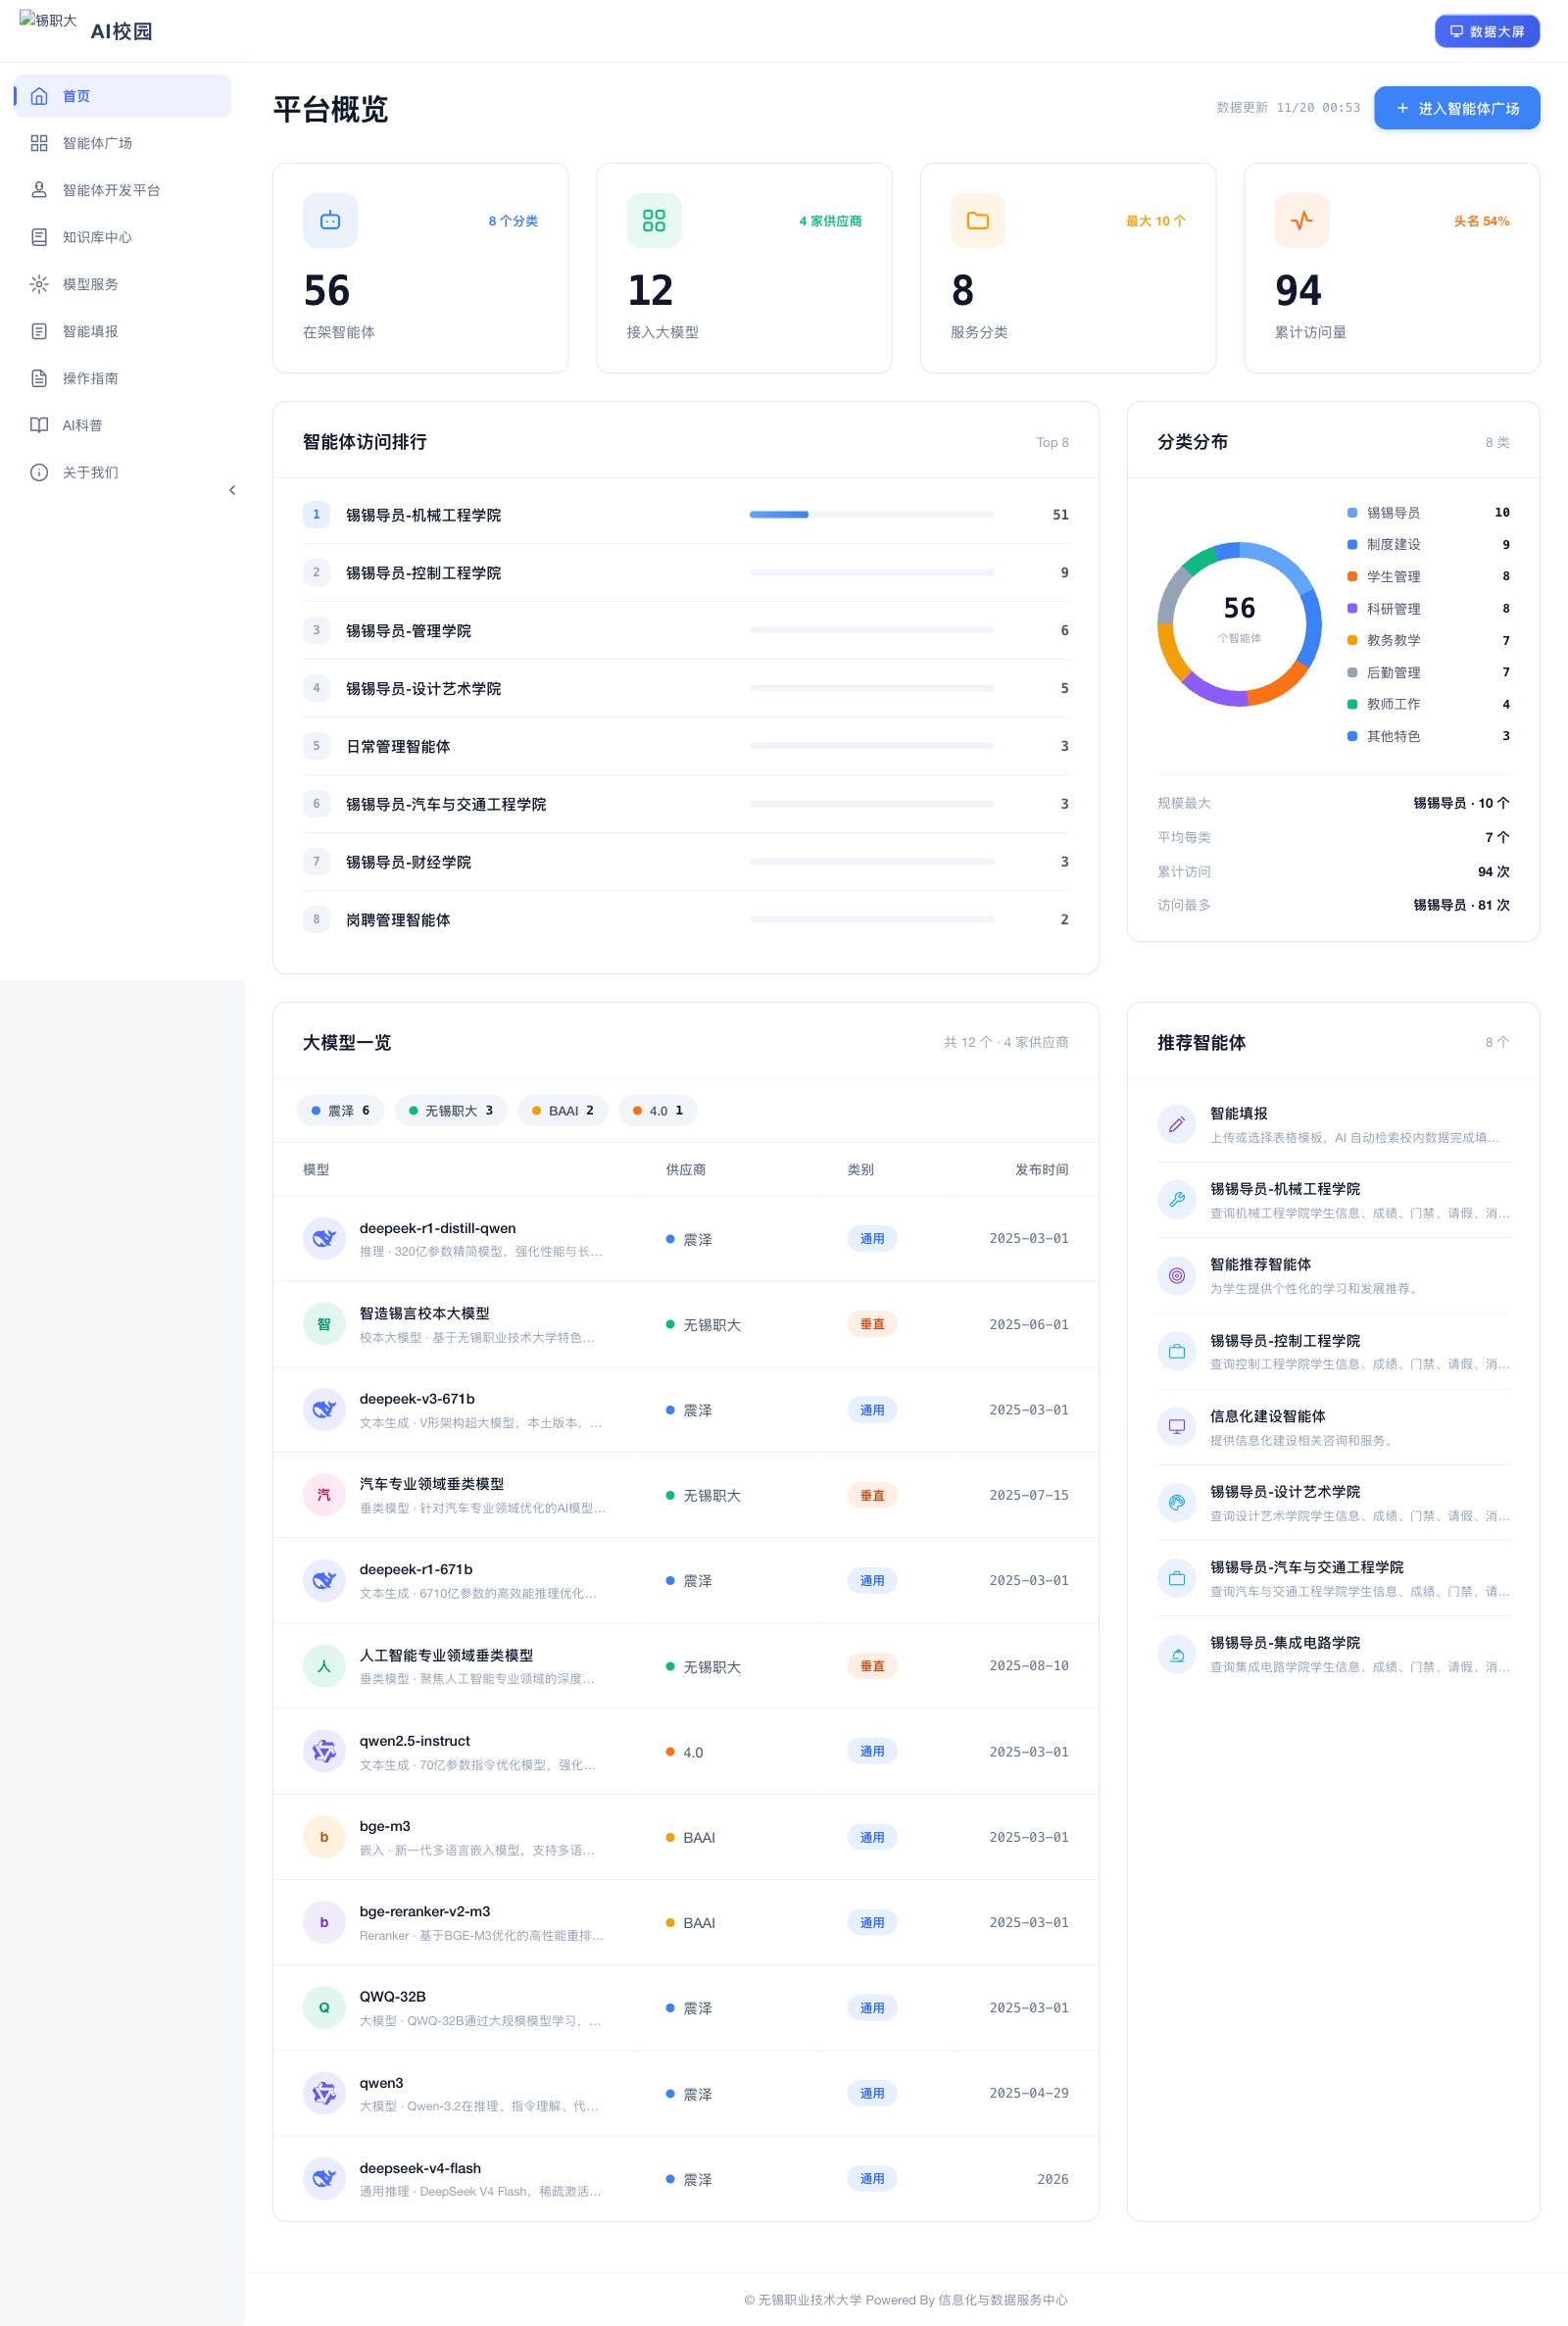 锡职大 AI校园
数据大屏
首页
智能体广场
智能体开发平台
知识库中心
模型服务
智能填报
操作指南
AI科普
关于我们
平台概览
数据更新 11/20 00:53
进入智能体广场
8 个分类
56
在架智能体
4 家供应商
12
接入大模型
最大 10 个
8
服务分类
头名 54%
94
累计访问量
智能体访问排行 Top 8
1 锡锡导员-机械工程学院 51
2 锡锡导员-控制工程学院 9
3 锡锡导员-管理学院 6
4 锡锡导员-设计艺术学院 5
5 日常管理智能体 3
6 锡锡导员-汽车与交通工程学院 3
7 锡锡导员-财经学院 3
8 岗聘管理智能体 2
分类分布 8 类
56
个智能体
锡锡导员 10
制度建设 9
学生管理 8
科研管理 8
教务教学 7
后勤管理 7
教师工作 4
其他特色 3
规模最大 锡锡导员 · 10 个
平均每类 7 个
累计访问 94 次
访问最多 锡锡导员 · 81 次
大模型一览 共 12 个 · 4 家供应商
震泽 6 无锡职大 3 BAAI 2 4.0 1
模型 供应商 类别 发布时间
deepeek-r1-distill-qwen
推理 · 320亿参数精简模型，强化性能与长...
震泽 通用 2025-03-01
智 智造锡言校本大模型
校本大模型 · 基于无锡职业技术大学特色...
无锡职大 垂直 2025-06-01
deepeek-v3-671b
文本生成 · V形架构超大模型，本土版本，...
震泽 通用 2025-03-01
汽 汽车专业领域垂类模型
垂类模型 · 针对汽车专业领域优化的AI模型...
无锡职大 垂直 2025-07-15
deepeek-r1-671b
文本生成 · 6710亿参数的高效能推理优化...
震泽 通用 2025-03-01
人 人工智能专业领域垂类模型
垂类模型 · 聚焦人工智能专业领域的深度...
无锡职大 垂直 2025-08-10
qwen2.5-instruct
文本生成 · 70亿参数指令优化模型，强化...
4.0 通用 2025-03-01
b bge-m3
嵌入 · 新一代多语言嵌入模型，支持多语...
BAAI 通用 2025-03-01
b bge-reranker-v2-m3
Reranker · 基于BGE-M3优化的高性能重排...
BAAI 通用 2025-03-01
Q QWQ-32B
大模型 · QWQ-32B通过大规模模型学习，...
震泽 通用 2025-03-01
qwen3
大模型 · Qwen-3.2在推理、指令理解、代...
震泽 通用 2025-04-29
deepseek-v4-flash
通用推理 · DeepSeek V4 Flash，稀疏激活...
震泽 通用 2026
推荐智能体 8 个
智能填报
上传或选择表格模板，AI 自动检索校内数据完成填...
锡锡导员-机械工程学院
查询机械工程学院学生信息、成绩、门禁、请假、消...
智能推荐智能体
为学生提供个性化的学习和发展推荐。
锡锡导员-控制工程学院
查询控制工程学院学生信息、成绩、门禁、请假、消...
信息化建设智能体
提供信息化建设相关咨询和服务。
锡锡导员-设计艺术学院
查询设计艺术学院学生信息、成绩、门禁、请假、消...
锡锡导员-汽车与交通工程学院
查询汽车与交通工程学院学生信息、成绩、门禁、请...
锡锡导员-集成电路学院
查询集成电路学院学生信息、成绩、门禁、请假、消...
© 无锡职业技术大学 Powered By 信息化与数据服务中心